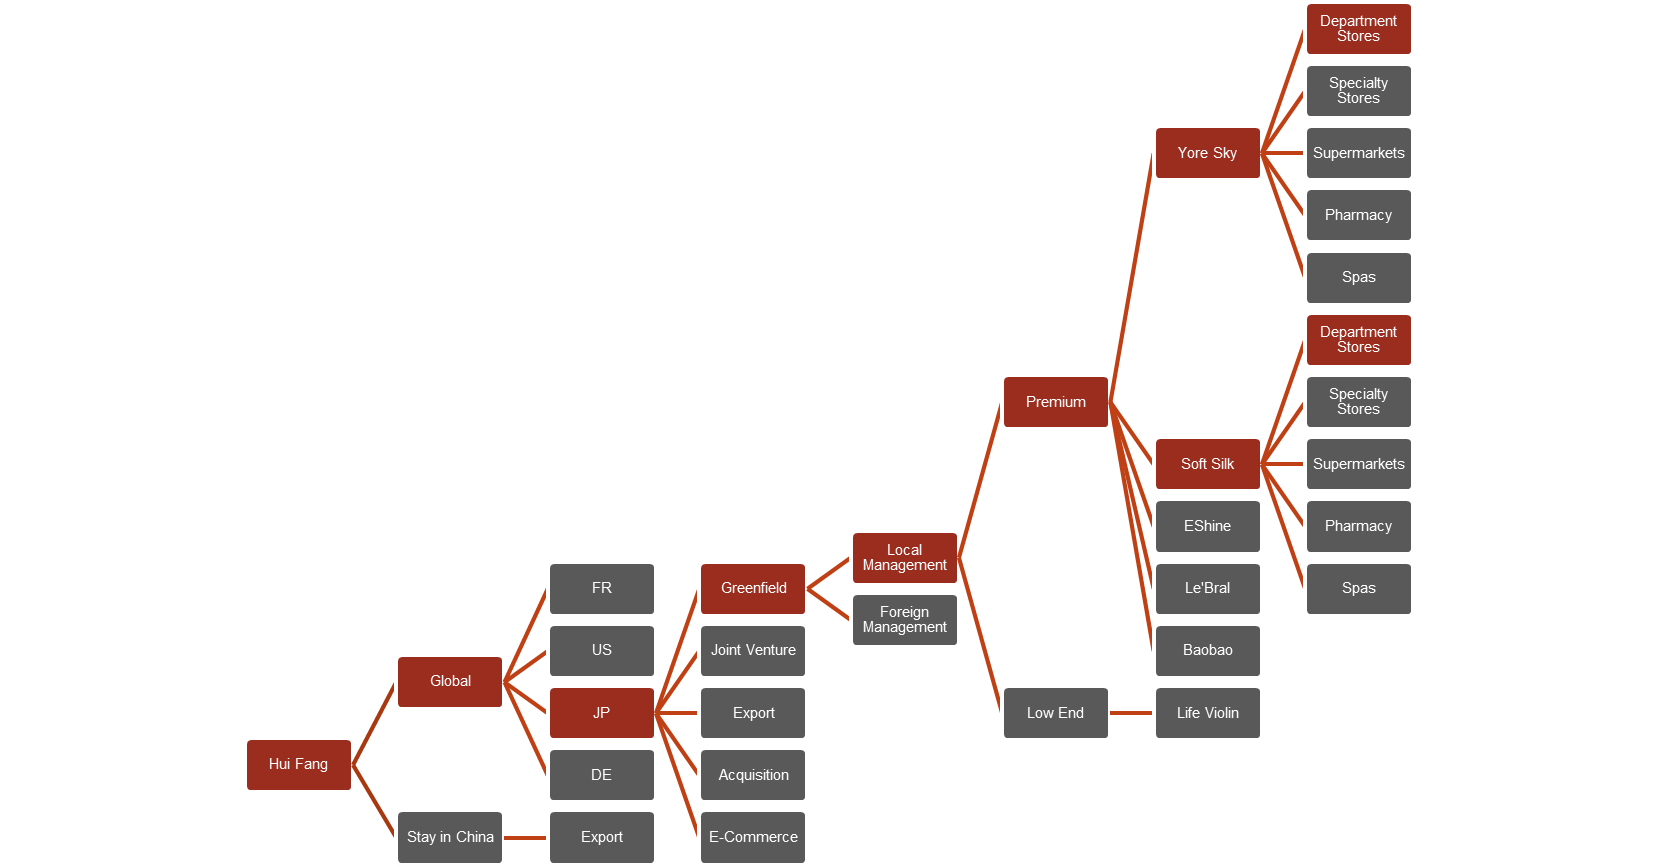 Hui Fang
Global
Stay in China
FR
US
JP
DE
Export
Greenfield
Joint Venture
Export
Acquisition
E-Commerce
Local
Management
Foreign
Management
Premium
Low End
Yore Sky
Soft Silk
EShine
Le'Bral
Baobao
Life Violin
Department
Stores
Specialty
Stores
Supermarkets
Pharmacy
Spas
Department
Stores
Specialty
Stores
Supermarkets
Pharmacy
Spas